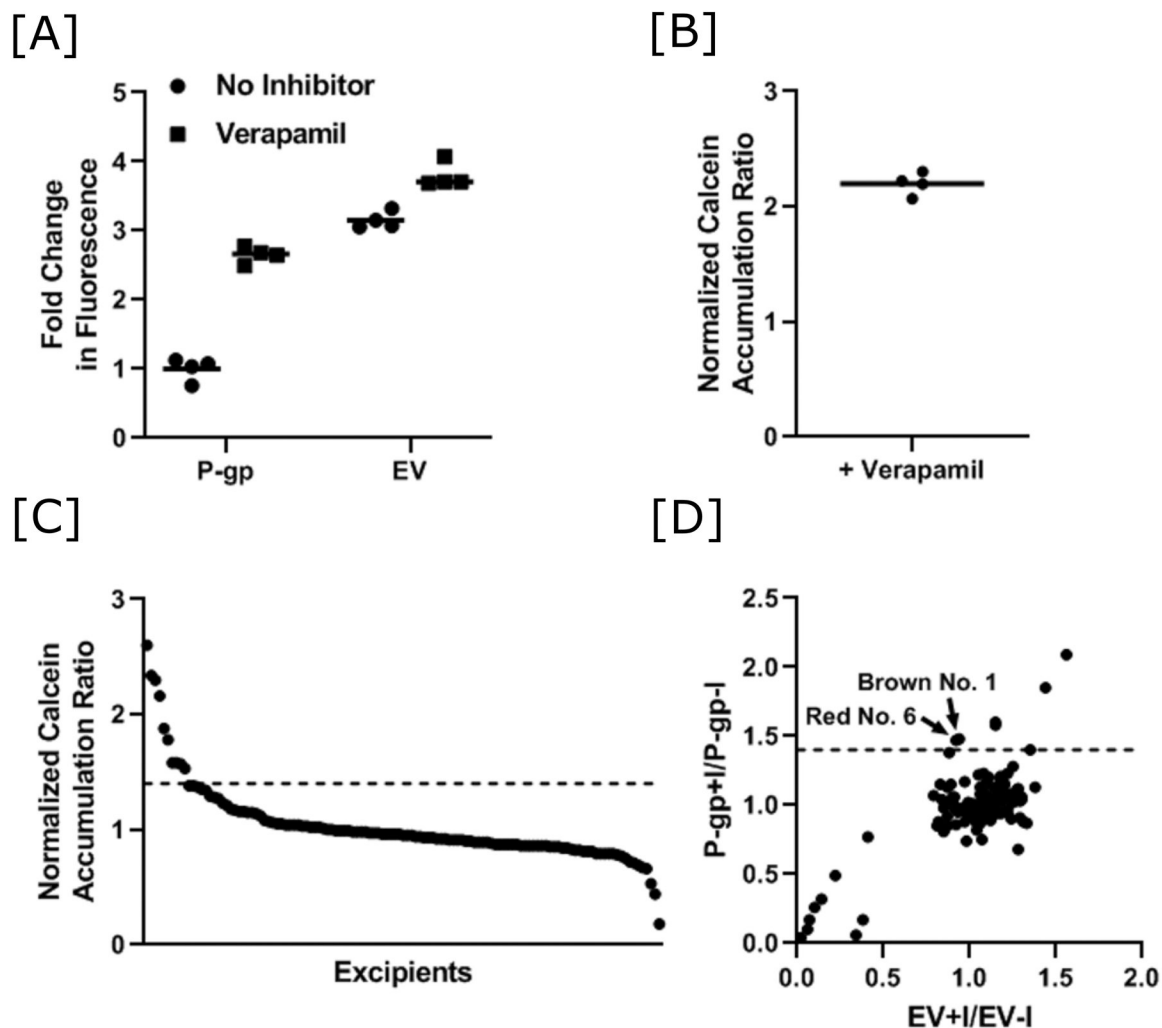 [A]
No Inhibitor
Verapamil
Fold Change
in Fluorescence
5
4
3
2
1
0
P-gp
EV
[B]
Normalized Calcein
Accumulation Ratio
3
2
1
0
+ Verapamil
[C]
Normalized Calcein
Accumulation Ratio
3
2
1
0
Excipients
[D]
P-gp+I/P-gp-I
2.5
2.0
1.5
1.0
0.5
0.0
Brown No. 1
Red No. 6
0.0 0.5 1.0 1.5 2.0
EV+I/EV-I